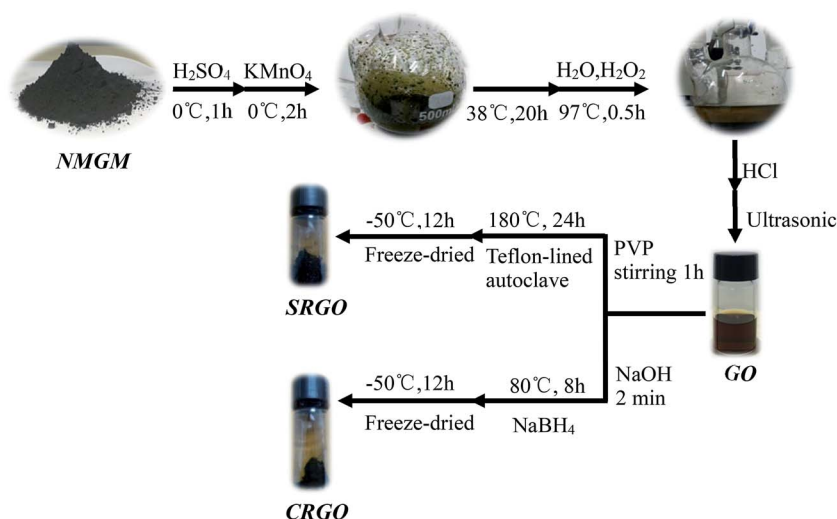 H₂SO₄ KMnO₄
0℃,1h 0℃, 2h
NMGM
500ml
H₂O,H₂O₂
38℃,20h 97℃,0.5h
HCl
Ultrasonic
GO
PVP
stirring 1h
180℃, 24h
Teflon-lined
autoclave
-50℃,12h
Freeze-dried
SRGO
NaOH
2 min
80℃, 8h
NaBH₄
-50℃,12h
Freeze-dried
CRGO